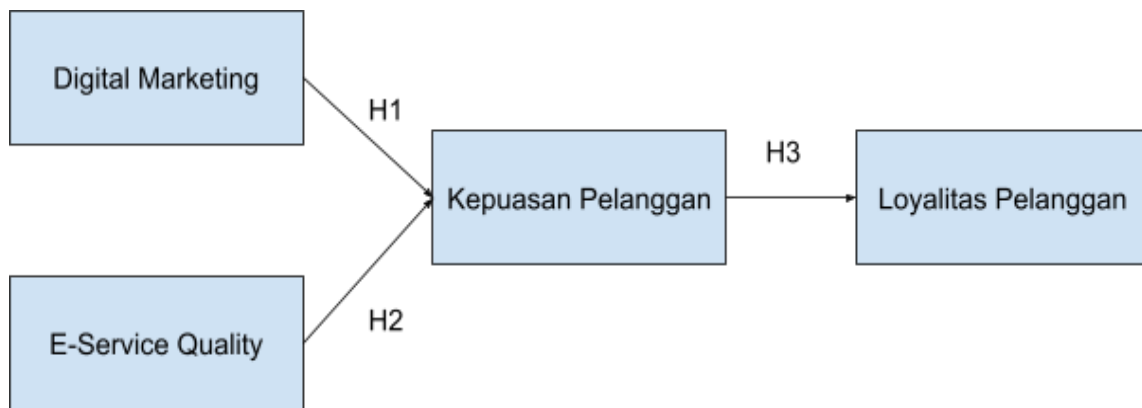 Digital Marketing
H1
Kepuasan Pelanggan
H3
Loyalitas Pelanggan
H2
E-Service Quality